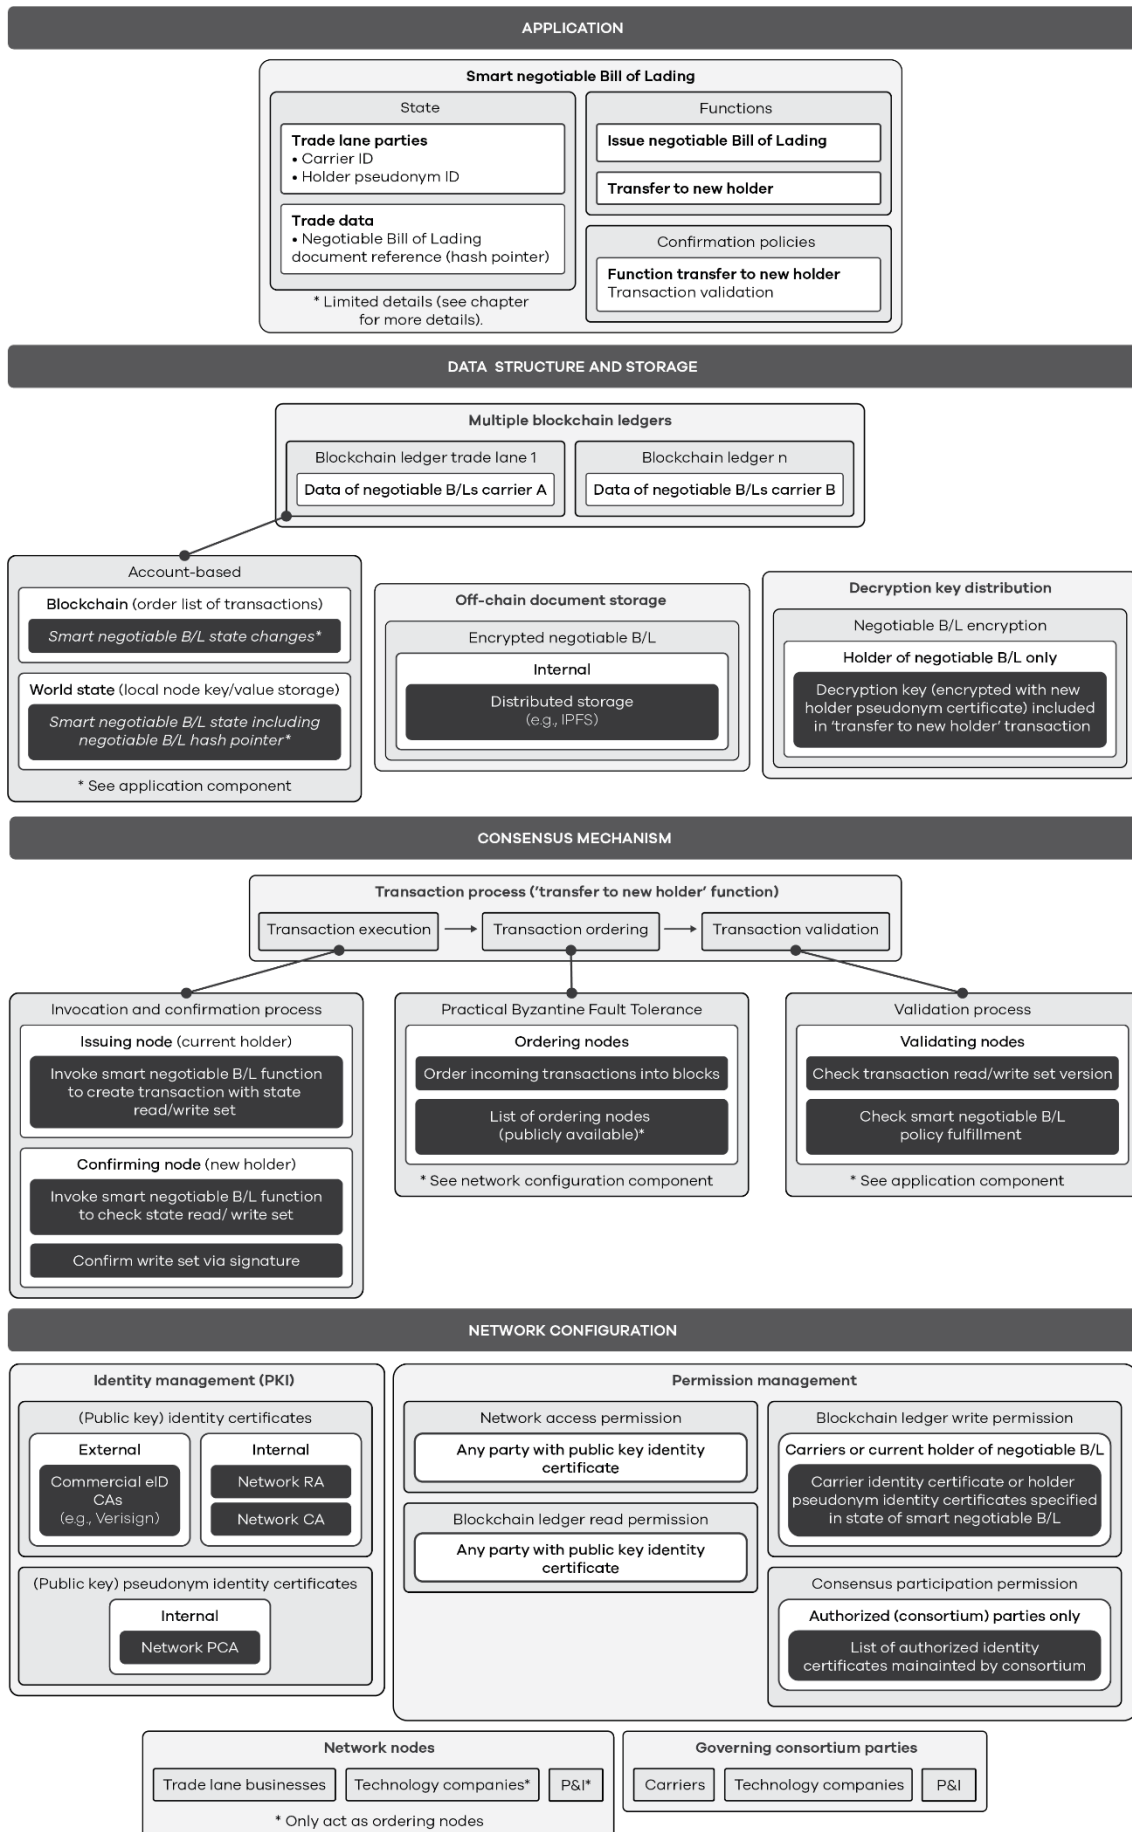 APPLICATION
Smart negotiable Bill of Lading
State
Trade lane parties
• Carrier ID
• Holder pseudonym ID
Trade data
• Negotiable Bill of Lading
document reference (hash pointer)
* Limited details (see chapter
for more details).
Functions
Issue negotiable Bill of Lading
Transfer to new holder
Confirmation policies
Function transfer to new holder
Transaction validation
DATA STRUCTURE AND STORAGE
Multiple blockchain ledgers
Blockchain ledger trade lane 1
Data of negotiable B/Ls carrier A
Blockchain ledger n
Data of negotiable B/Ls carrier B
Account-based
Blockchain (order list of transactions)
Smart negotiable B/L state changes*
World state (local node key/value storage)
Smart negotiable B/L state including
negotiable B/L hash pointer*
* See application component
Off-chain document storage
Encrypted negotiable B/L
Internal
Distributed storage
(e.g., IPFS)
Decryption key distribution
Negotiable B/L encryption
Holder of negotiable B/L only
Decryption key (encrypted with new
holder pseudonym certificate) included
in ‘transfer to new holder’ transaction
CONSENSUS MECHANISM
Transaction process (‘transfer to new holder’ function)
Transaction execution
Transaction ordering
Transaction validation
Invocation and confirmation process
Issuing node (current holder)
Invoke smart negotiable B/L function
to create transaction with state
read/write set
Confirming node (new holder)
Invoke smart negotiable B/L function
to check state read/ write set
Confirm write set via signature
Practical Byzantine Fault Tolerance
Ordering nodes
Order incoming transactions into blocks
List of ordering nodes
(publicly available)*
* See network configuration component
Validation process
Validating nodes
Check transaction read/write set version
Check smart negotiable B/L
policy fulfillment
* See application component
NETWORK CONFIGURATION
Identity management (PKI)
(Public key) identity certificates
External
Commercial eID
CAs
(e.g., Verisign)
Internal
Network RA
Network CA
(Public key) pseudonym identity certificates
Internal
Network PCA
Permission management
Network access permission
Any party with public key identity
certificate
Blockchain ledger read permission
Any party with public key identity
certificate
Blockchain ledger write permission
Carriers or current holder of negotiable B/L
Carrier identity certificate or holder
pseudonym identity certificates specified
in state of smart negotiable B/L
Consensus participation permission
Authorized (consortium) parties only
List of authorized identity
certificates mainainted by consortium
Network nodes
Trade lane businesses
Technology companies*
P&I*
* Only act as ordering nodes
Governing consortium parties
Carriers
Technology companies
P&I